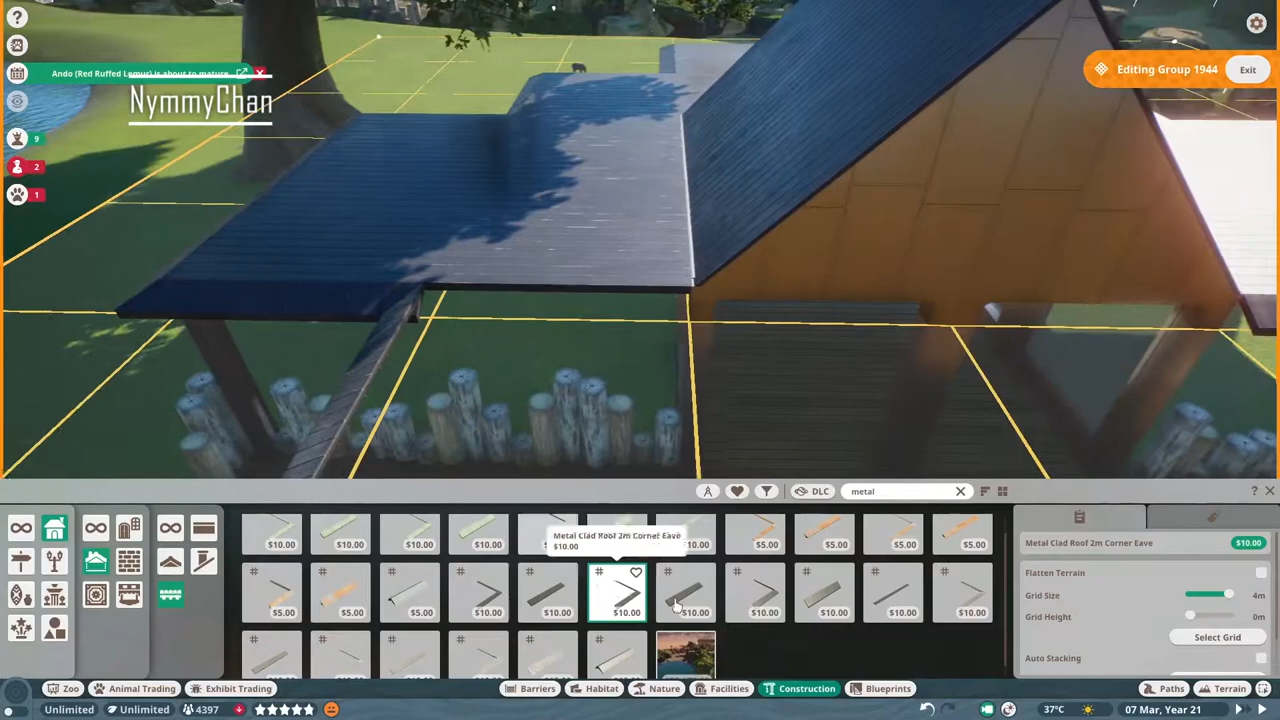 Ando (Red Ruffed Lemur) is about to mature
NymmyChan
9
2
1
Editing Group 1944
Exit
DLC
metal
$10.00 $10.00 $10.00 $10.00 $10.00 $5.00 $5.00 $5.00 $5.00
Metal Clad Roof 2m Corner Eave
$10.00
$5.00 $5.00 $5.00 $10.00 $10.00 $10.00 $10.00 $10.00 $10.00 $10.00 $10.00
Metal Clad Roof 2m Corner Eave $10.00
Flatten Terrain
Grid Size 4m
Grid Height 0m
Select Grid
Auto Stacking
Zoo Animal Trading Exhibit Trading Barriers Habitat Nature Facilities Construction Blueprints Paths Terrain
Unlimited Unlimited 4397 37°C 07 Mar, Year 21